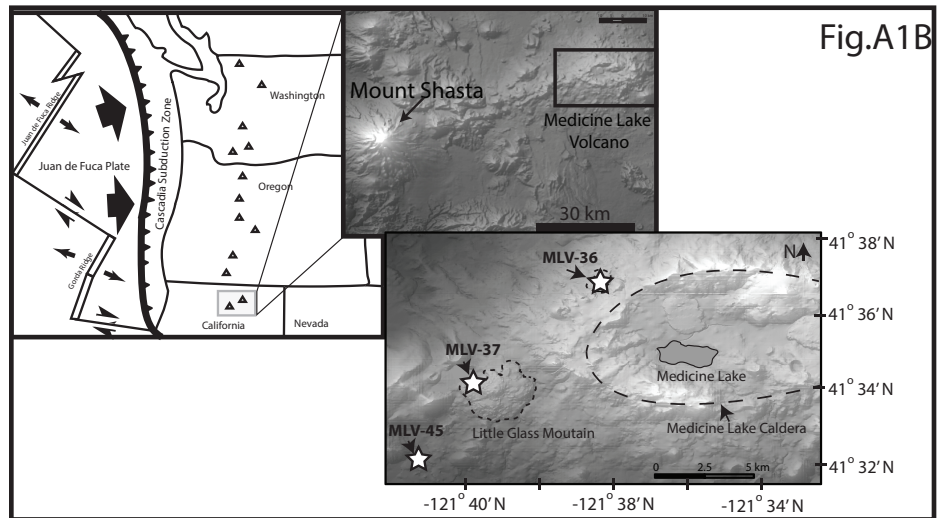 Fig.A1B
Juan de Fuca Ridge
Juan de Fuca Plate
Gorda Ridge
Cascadia Subduction Zone
Washington
Oregon
California
Nevada
Mount Shasta
Medicine Lake
Volcano
30 km
MLV-36
N
MLV-37
MLV-45
Medicine Lake
Little Glass Moutain
Medicine Lake Caldera
0 2.5 5 km
41° 38’N
41° 36’N
41° 34’N
41° 32’N
-121° 40’N
-121° 38’N
-121° 34’N